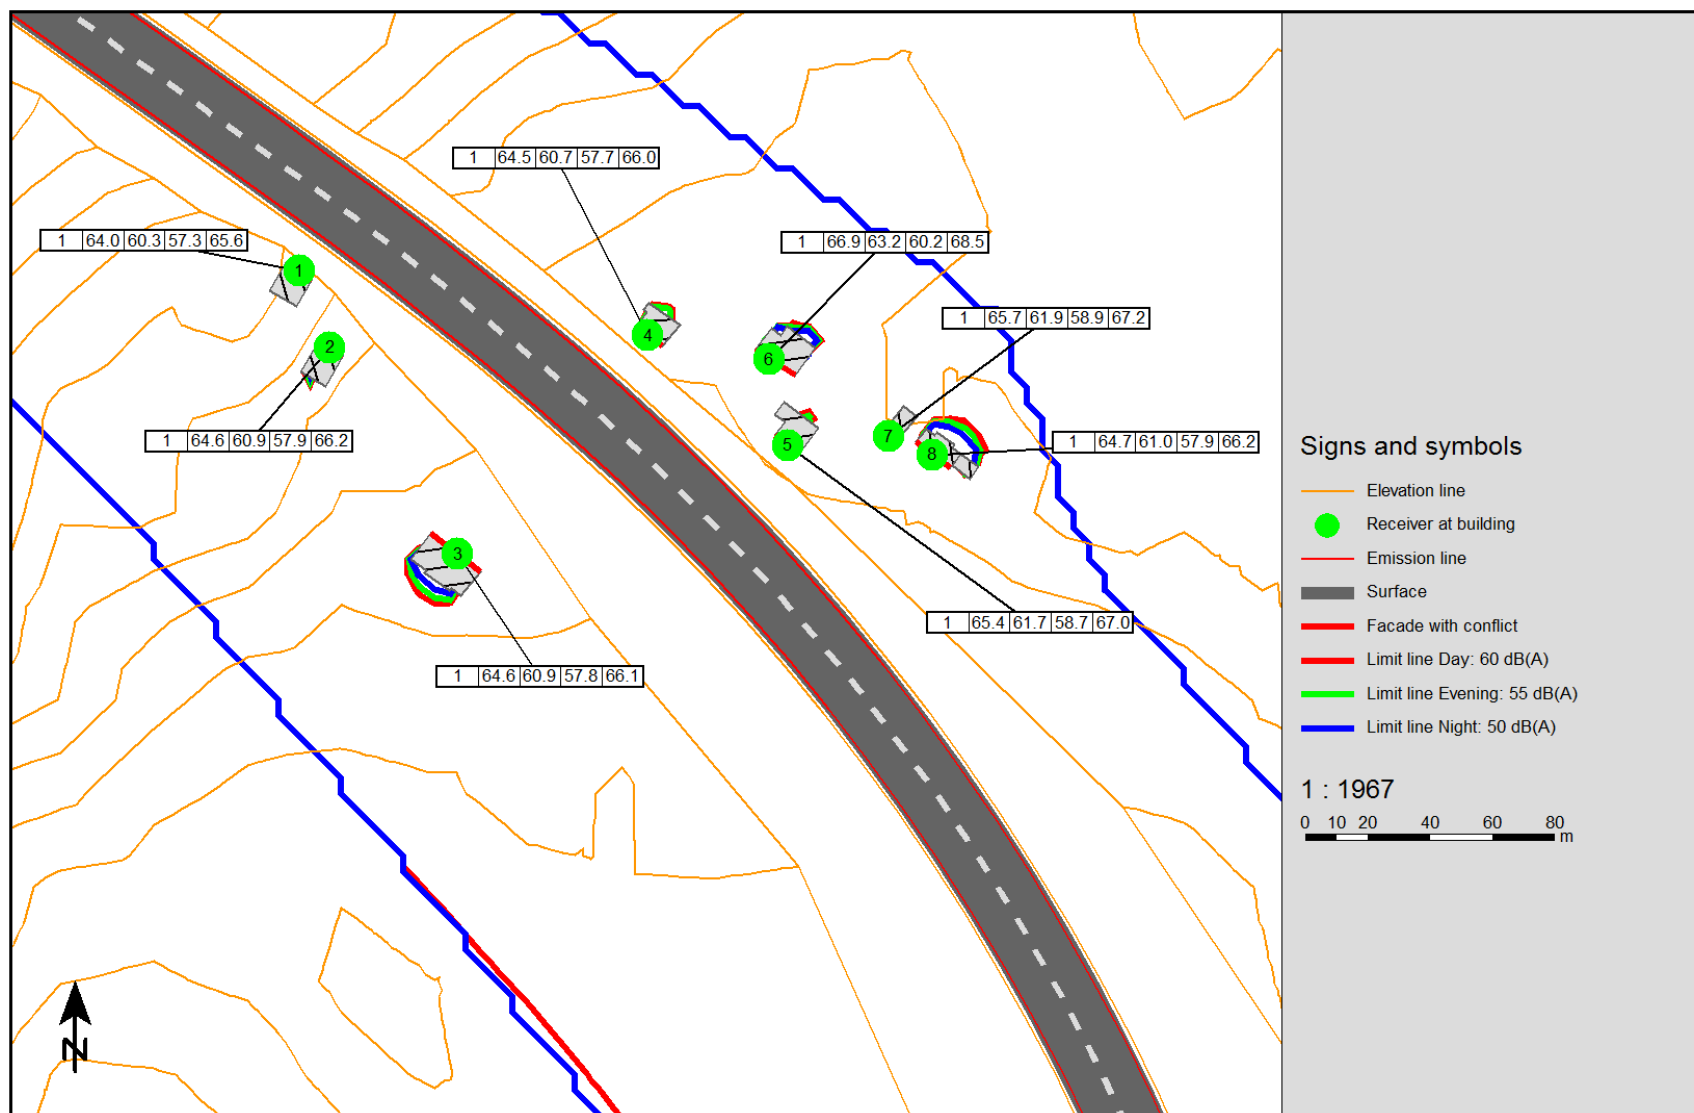 1 64.5 60.7 57.7 66.0
1 64.0 60.3 57.3 65.6
1 66.9 63.2 60.2 68.5
1
1 65.7 61.9 58.9 67.2
4
2
6
1 64.6 60.9 57.9 66.2
5
7
8
1 64.7 61.0 57.9 66.2
3
1 65.4 61.7 58.7 67.0
1 64.6 60.9 57.8 66.1
N
Signs and symbols
Elevation line
Receiver at building
Emission line
Surface
Facade with conflict
Limit line Day: 60 dB(A)
Limit line Evening: 55 dB(A)
Limit line Night: 50 dB(A)
1 : 1967
0 10 20 40 60 80
m